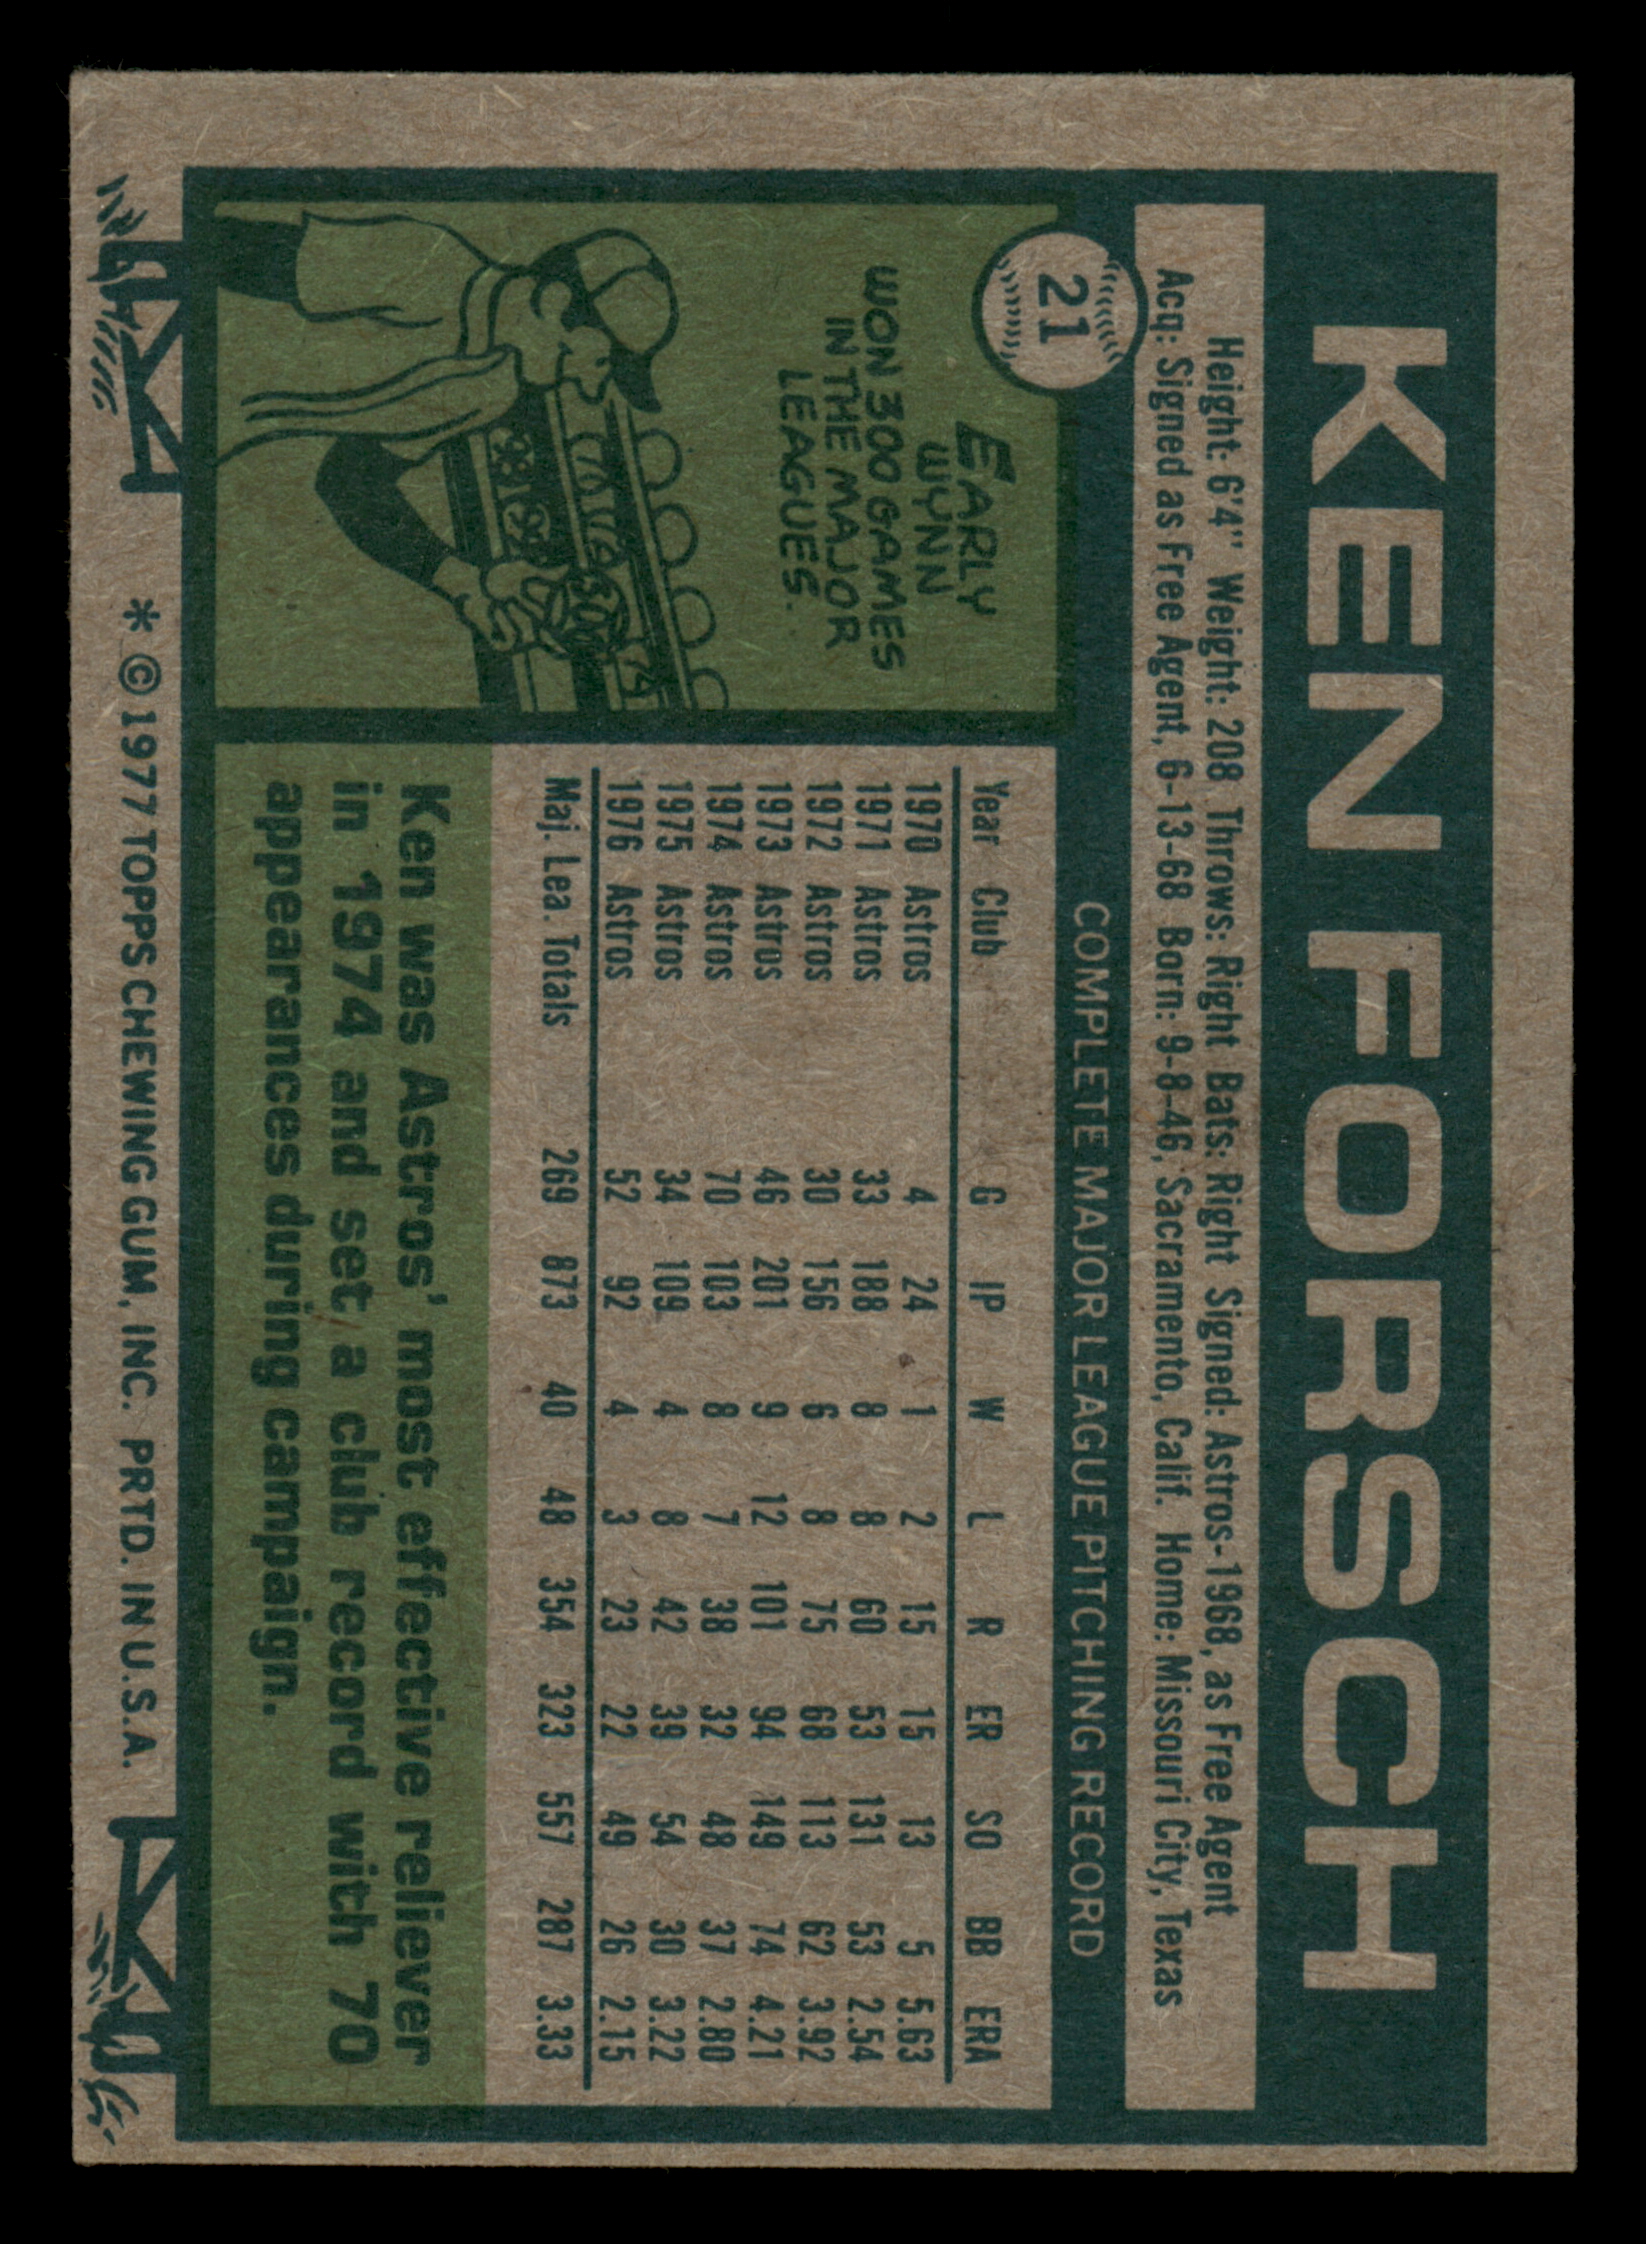 KEN FORSCH
Height: 6'4" Weight: 208 Throws: Right Bats: Right Signed: Astros-1968, as Free Agent
Acq: Signed as Free Agent, 6-13-68 Born: 9-8-46, Sacramento, Calif. Home: Missouri City, Texas
21
COMPLETE MAJOR LEAGUE PITCHING RECORD
EARLY
WYNN
WON 300 GAMES
IN THE MAJOR
LEAGUES.
Year Club G IP W L R ER SO BB ERA
1970 Astros 4 24 1 2 15 15 13 5 5.63
1971 Astros 33 188 8 8 60 53 131 53 2.54
1972 Astros 30 156 6 8 75 68 113 62 3.92
1973 Astros 46 201 9 12 101 94 149 74 4.21
1974 Astros 70 103 8 7 38 32 48 37 2.80
1975 Astros 34 109 4 8 42 39 54 30 3.22
1976 Astros 52 92 4 3 23 22 49 26 2.15
Maj. Lea. Totals 269 873 40 48 354 323 557 287 3.33
Ken was Astros' most effective reliever
in 1974 and set a club record with 70
appearances during campaign.
* © 1977 TOPPS CHEWING GUM, INC. PRTD. IN U.S.A.